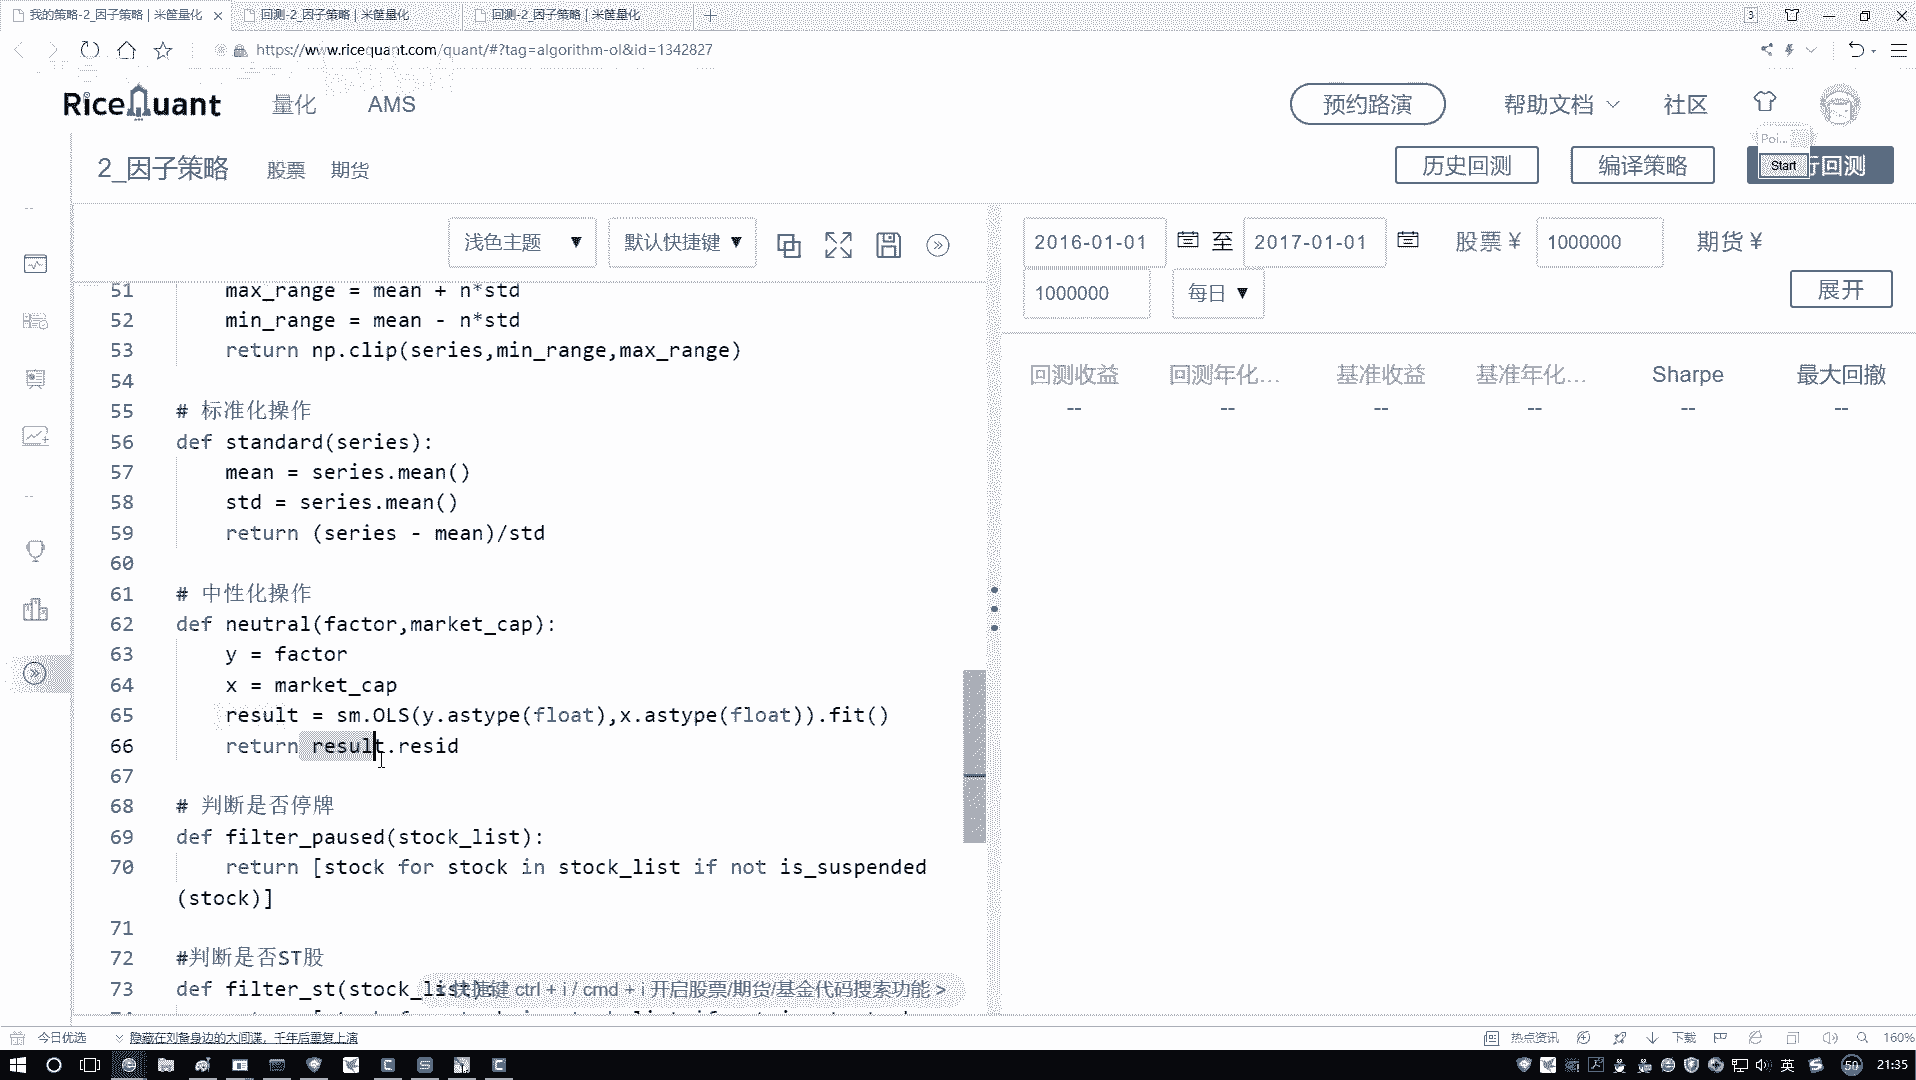 我的策略-2_因子策略 | 米筐量化
回测-2_因子策略 | 米筐量化
回测-2_因子策略 | 米筐量化
3
https://www.ricequant.com/quant/#?tag=algorithm-ol&id=1342827
RiceQuant 量化 AMS 预约路演 帮助文档 社区
Poi...
Start
2_因子策略 股票 期货 历史回测 编译策略 行回测
浅色主题 ▼ 默认快捷键 ▼
2016-01-01 至 2017-01-01 股票 ¥ 1000000 期货 ¥
1000000 每日 ▼ 展开
回测收益 回测年化... 基准收益 基准年化... Sharpe 最大回撤
-- -- -- -- -- --
51 max_range = mean + n*std
52 min_range = mean - n*std
53 return np.clip(series,min_range,max_range)
54
55 # 标准化操作
56 def standard(series):
57 mean = series.mean()
58 std = series.mean()
59 return (series - mean)/std
60
61 # 中性化操作
62 def neutral(factor,market_cap):
63 y = factor
64 x = market_cap
65 result = sm.OLS(y.astype(float),x.astype(float)).fit()
66 return result.resid
67
68 # 判断是否停牌
69 def filter_paused(stock_list):
70 return [stock for stock in stock_list if not is_suspended
(stock)]
71
72 #判断是否ST股
73 def filter_st(stock_list):
快捷键 ctrl + i / cmd + i 开启股票/期货/基金代码搜索功能 >
今日优选 隐藏在刘备身边的大间谍，千年后重复上演 热点资讯 下载 160%
英 50 21:35